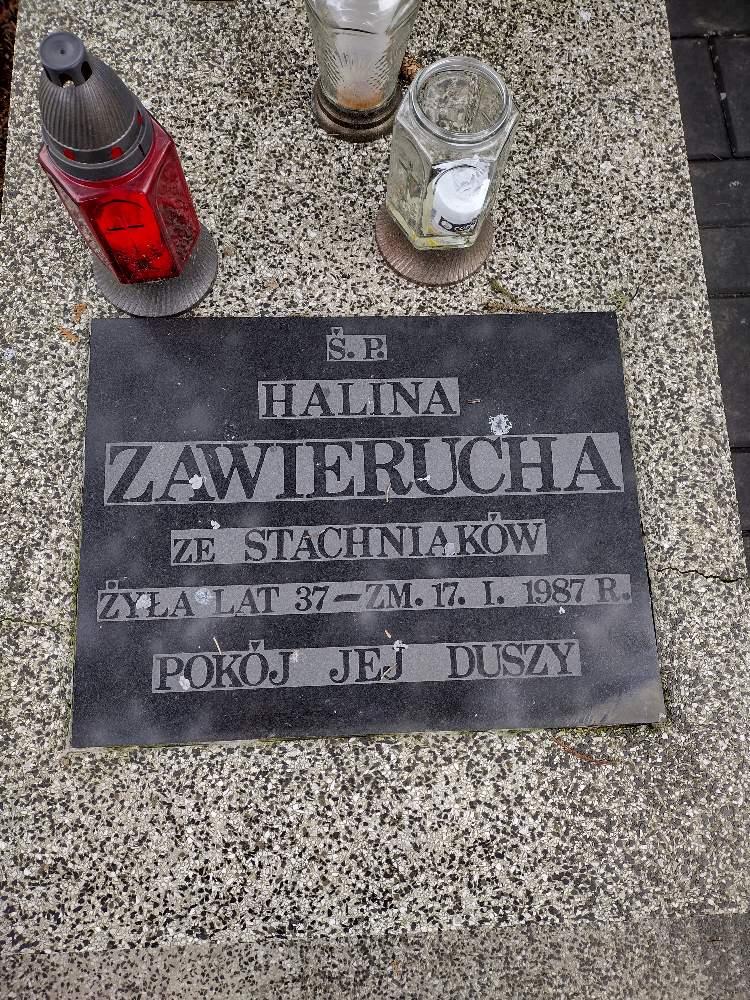 Ś. P.
HALINA
ZAWIERUCHA
ZE STACHNIAKÓW
ŻYŁA LAT 37 – ZM. 17. I. 1987 R.
POKÓJ JEJ DUSZY